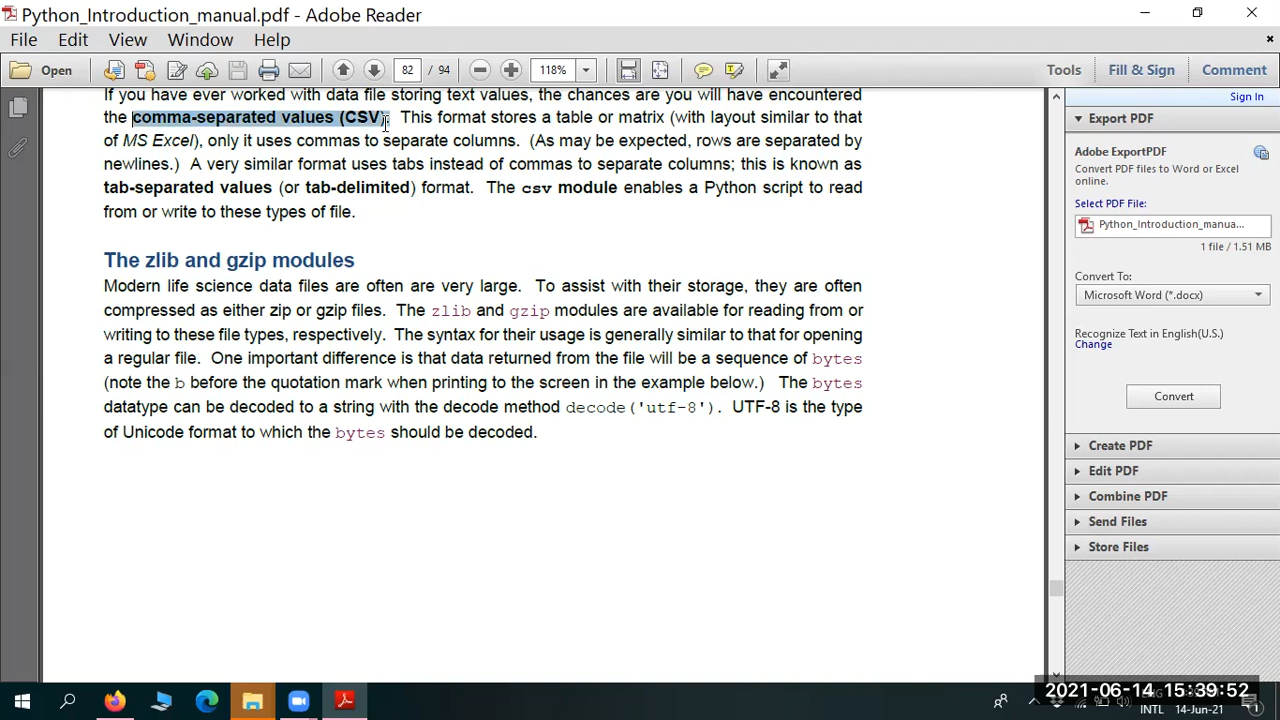 Python_Introduction_manual.pdf - Adobe Reader
File Edit View Window Help
Open 82 / 94 118% Tools Fill & Sign Comment
If you have ever worked with data file storing text values, the chances are you will have encountered
the comma-separated values (CSV). This format stores a table or matrix (with layout similar to that
of MS Excel), only it uses commas to separate columns. (As may be expected, rows are separated by
newlines.) A very similar format uses tabs instead of commas to separate columns; this is known as
tab-separated values (or tab-delimited) format. The csv module enables a Python script to read
from or write to these types of file.
The zlib and gzip modules
Modern life science data files are often are very large. To assist with their storage, they are often
compressed as either zip or gzip files. The zlib and gzip modules are available for reading from or
writing to these file types, respectively. The syntax for their usage is generally similar to that for opening
a regular file. One important difference is that data returned from the file will be a sequence of bytes
(note the b before the quotation mark when printing to the screen in the example below.) The bytes
datatype can be decoded to a string with the decode method decode('utf-8'). UTF-8 is the type
of Unicode format to which the bytes should be decoded.
Sign In
Export PDF
Adobe ExportPDF
Convert PDF files to Word or Excel
online.
Select PDF File:
Python_Introduction_manua...
1 file / 1.51 MB
Convert To:
Microsoft Word (*.docx)
Recognize Text in English(U.S.)
Change
Convert
Create PDF
Edit PDF
Combine PDF
Send Files
Store Files
2021-06-14 15:39:52
INTL 14-Jun-21